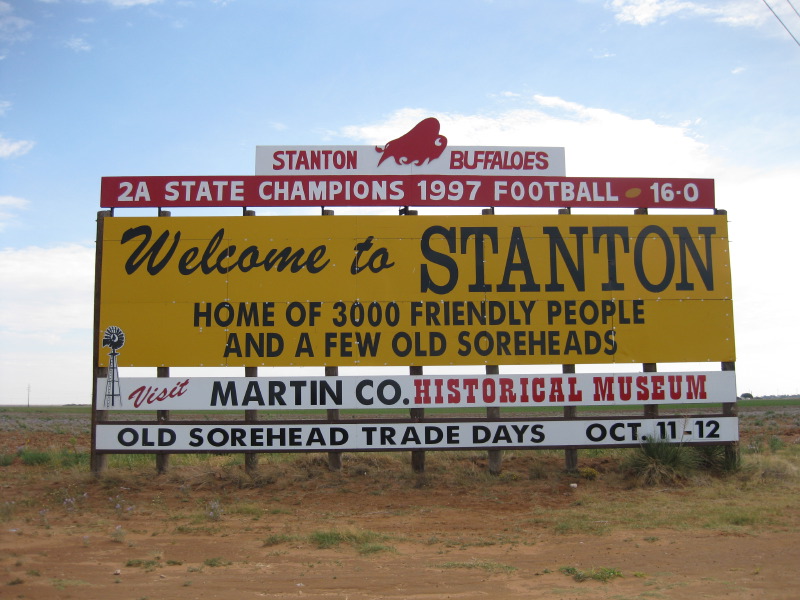 STANTON BUFFALOES
2A STATE CHAMPIONS 1997 FOOTBALL 16-0
Welcome to STANTON
HOME OF 3000 FRIENDLY PEOPLE
AND A FEW OLD SOREHEADS
Visit MARTIN CO. HISTORICAL MUSEUM
OLD SOREHEAD TRADE DAYS OCT. 11-12